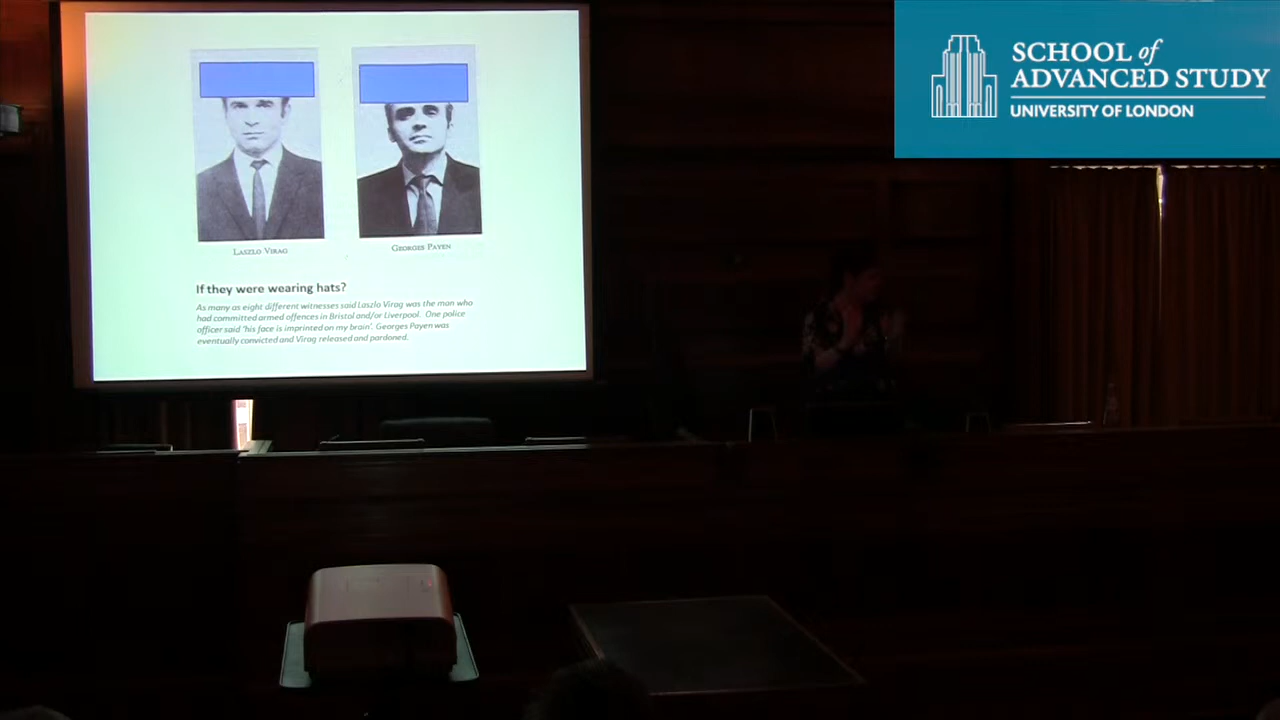 SCHOOL of
ADVANCED STUDY
UNIVERSITY OF LONDON
LASZLO VIRAG
GEORGES PAYEN
If they were wearing hats?
As many as eight different witnesses said Laszlo Virag was the man who
had committed armed offences in Bristol and/or Liverpool. One police
officer said ‘his face is imprinted on my brain’. Georges Payen was
eventually convicted and Virag released and pardoned.